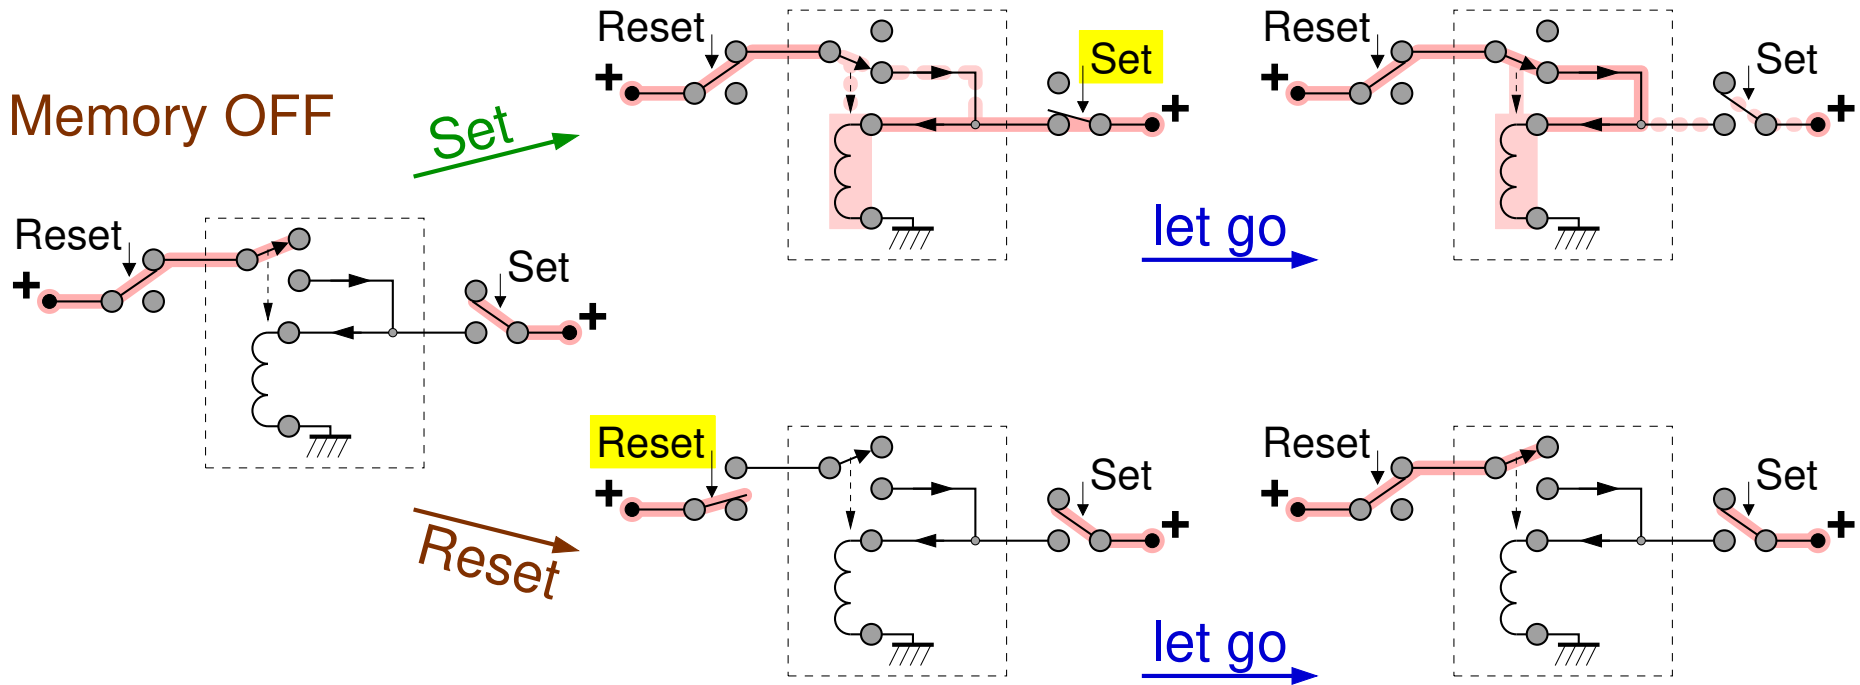 Memory OFF
Reset
+
Set
+
Set
Reset
+
Set
+
let go
Reset
+
Set
+
Reset
Reset
+
Set
+
let go
Reset
+
Set
+